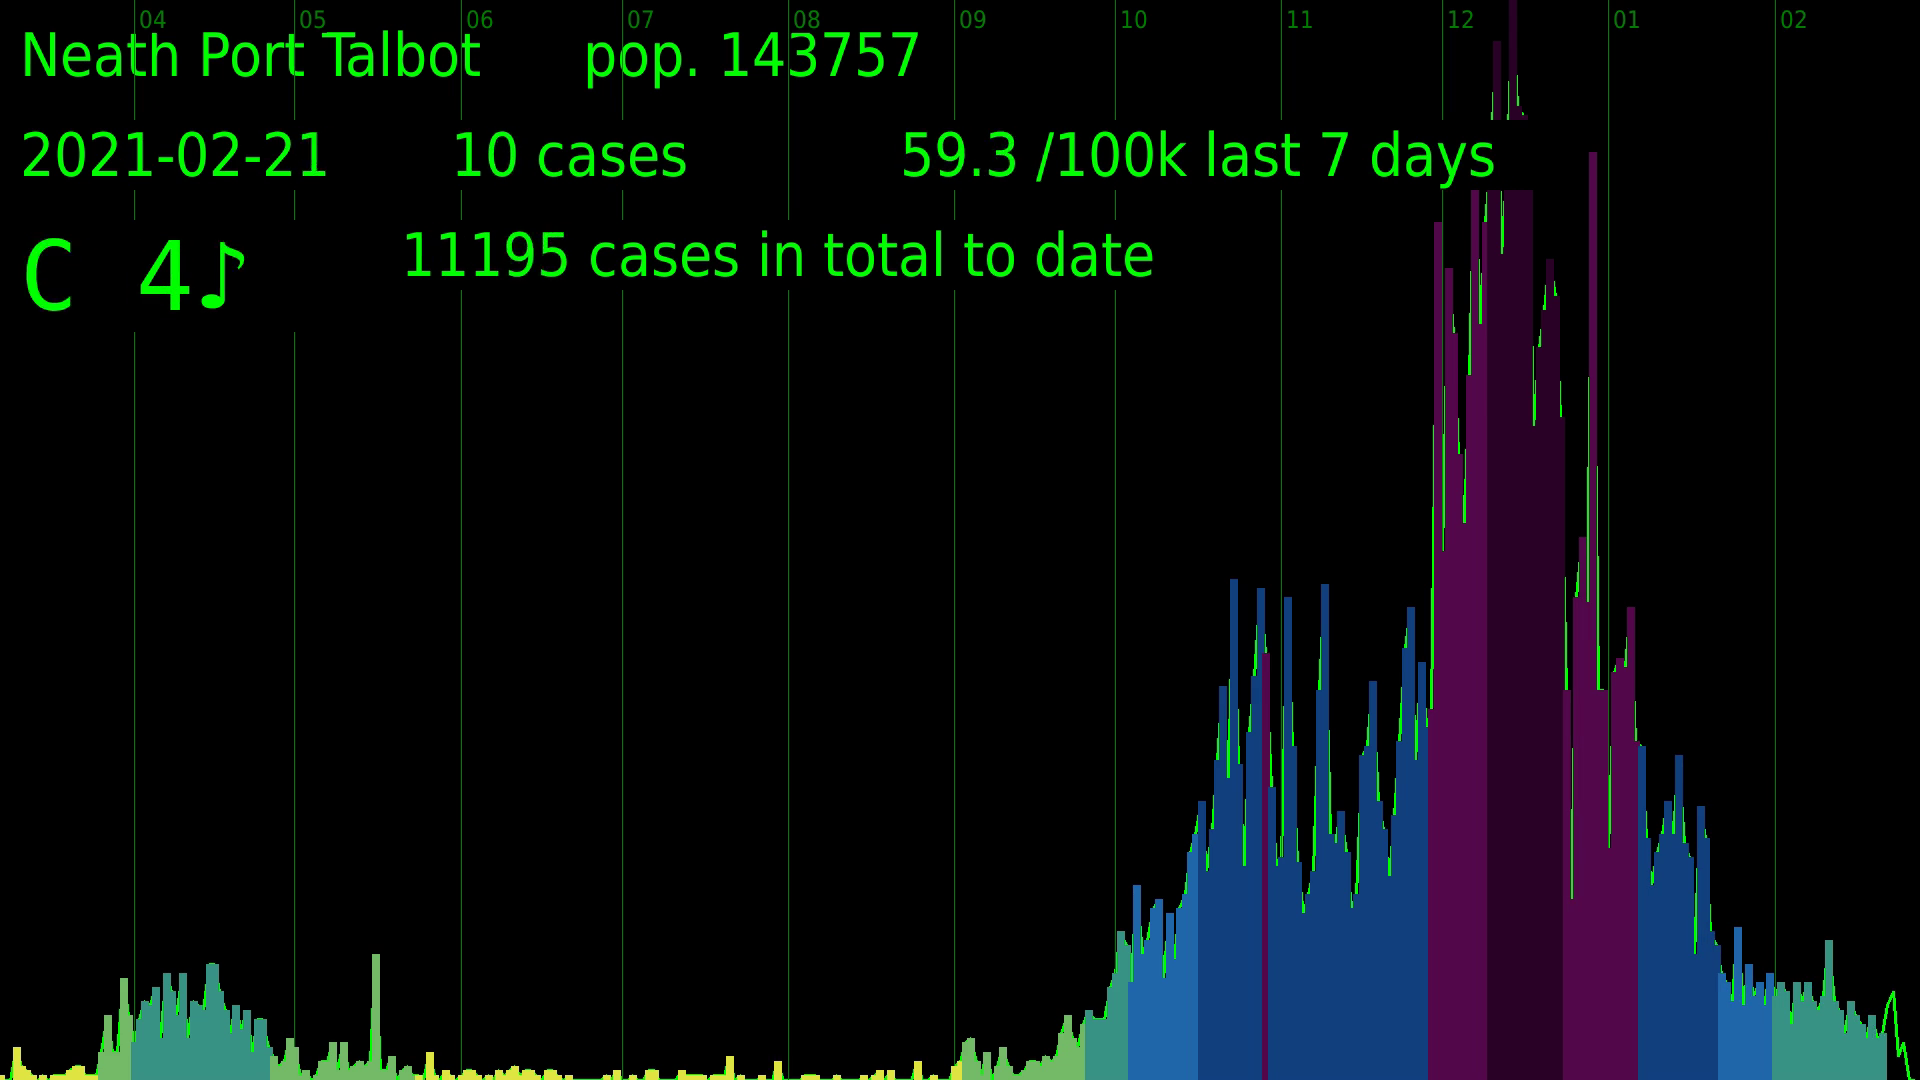 04 05 06 07 08 09 10 11 12 01 02
Neath Port Talbot pop. 143757
2021-02-21 10 cases 59.3 /100k last 7 days
C 4♪ 11195 cases in total to date